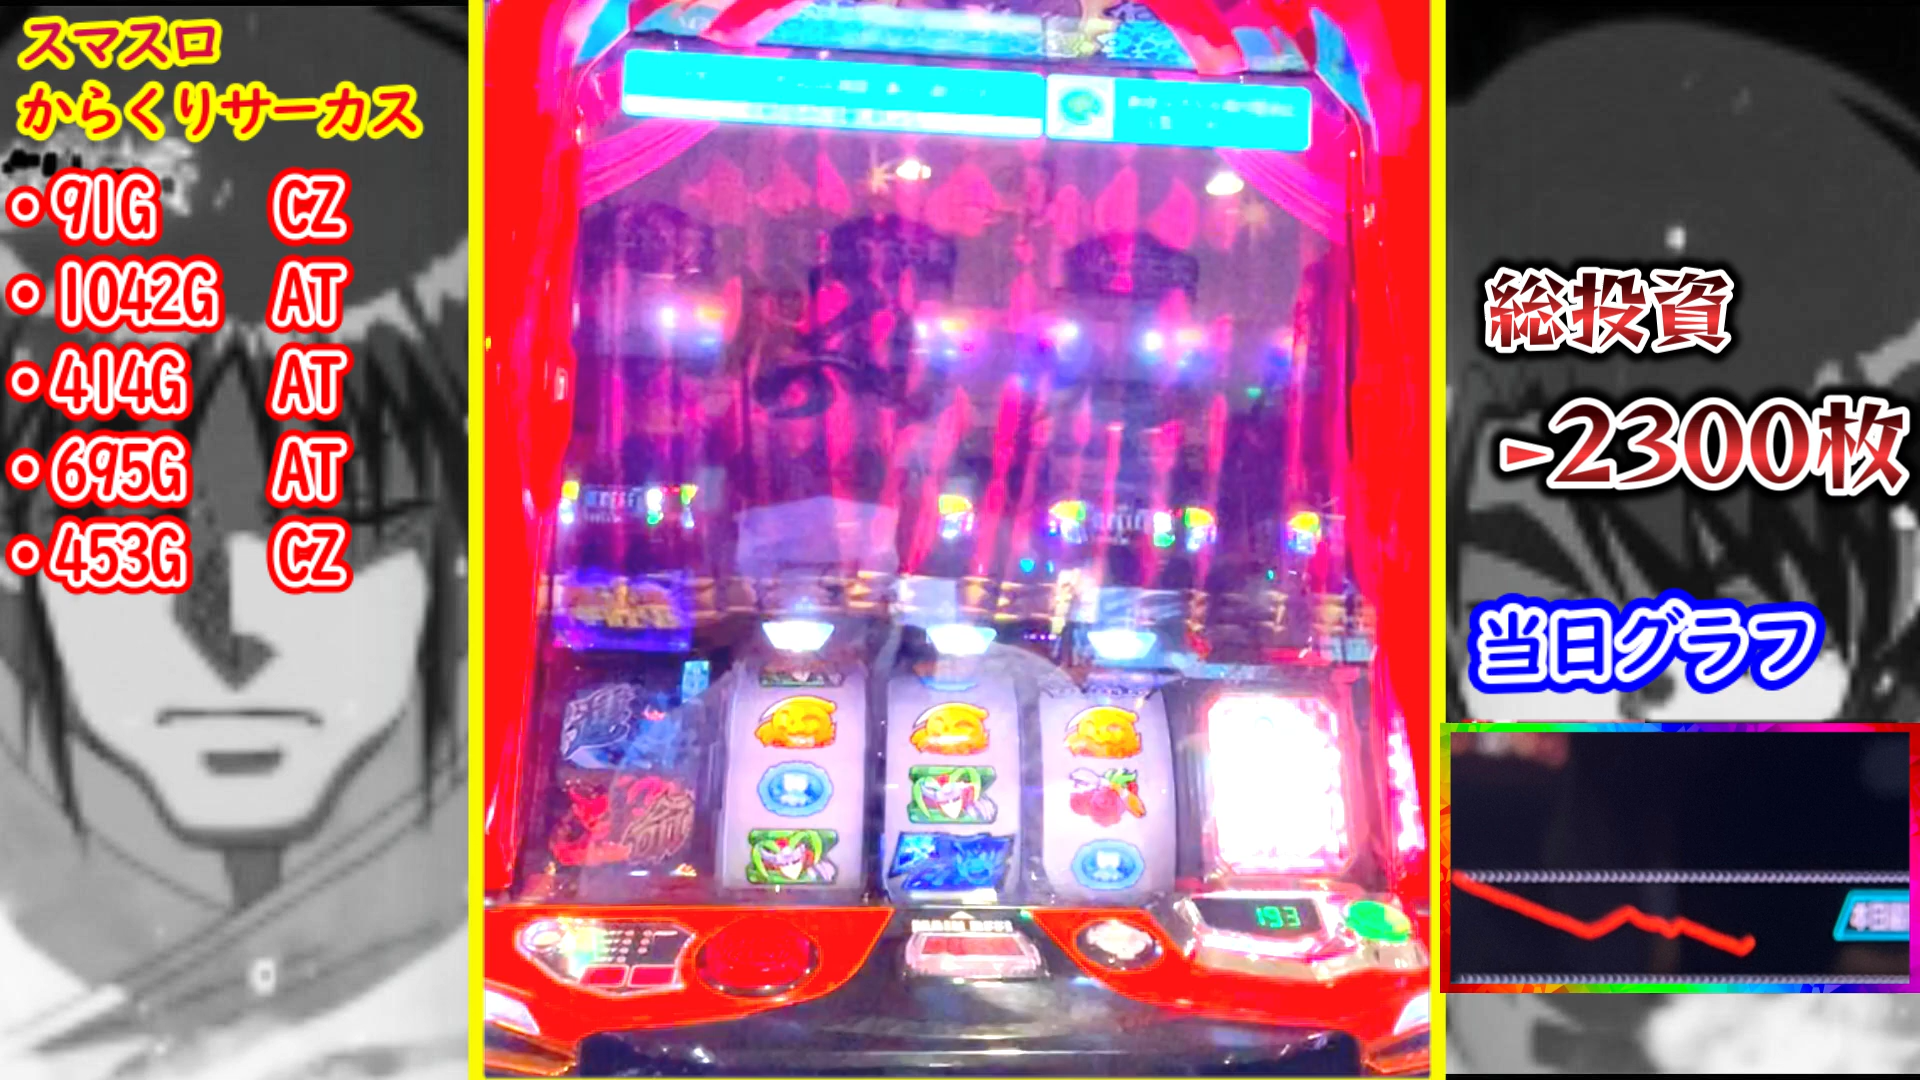 スマスロ
からくりサーカス
・91G CZ
・1042G AT
・414G AT
・695G AT
・453G CZ
総投資
-2300枚
当日グラフ
193